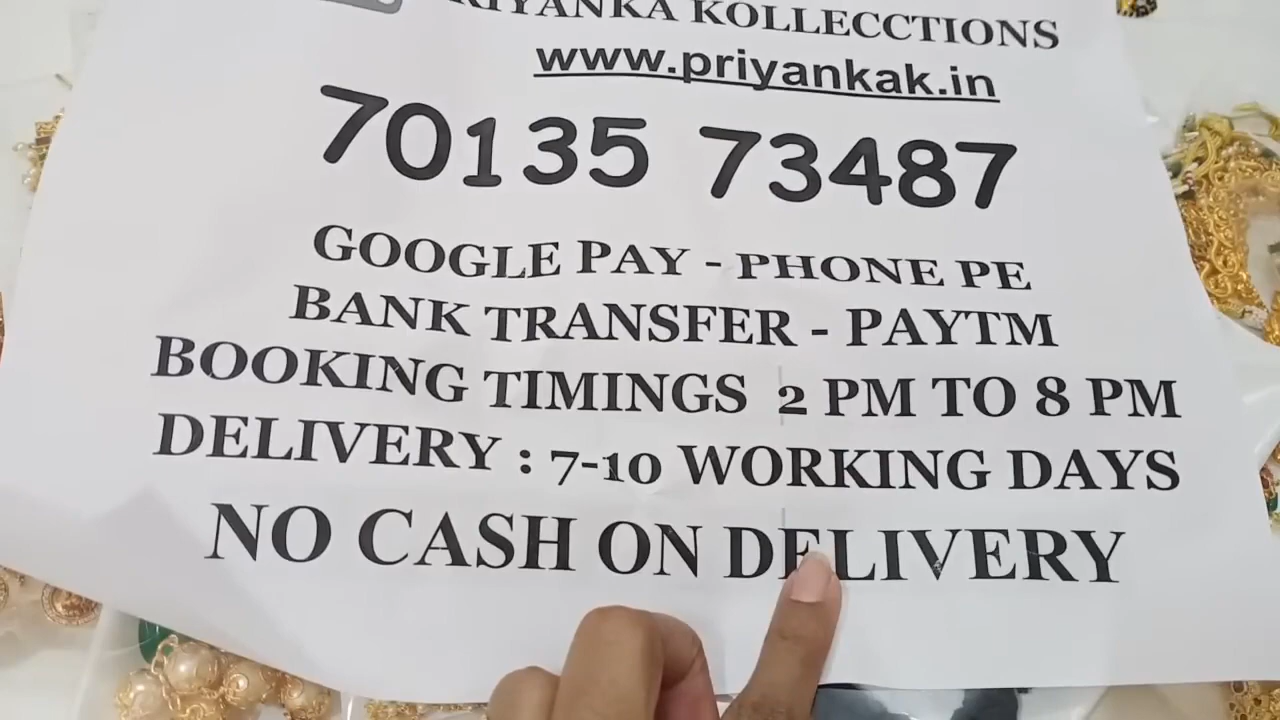 PRIYANKA KOLLECCTIONS
www.priyankak.in
70135 73487
GOOGLE PAY - PHONE PE
BANK TRANSFER - PAYTM
BOOKING TIMINGS 2 PM TO 8 PM
DELIVERY : 7-10 WORKING DAYS
NO CASH ON DELIVERY